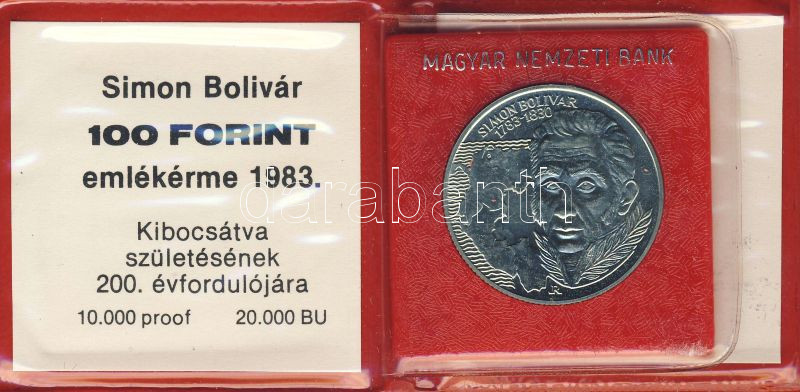 Simon Bolivár
100 FORINT
emlékérme 1983.
Kibocsátva
születésének
200. évfordulójára
10.000 proof 20.000 BU
MAGYAR NEMZETI BANK
SIMON BOLIVAR
1783-1830
R
darabanth